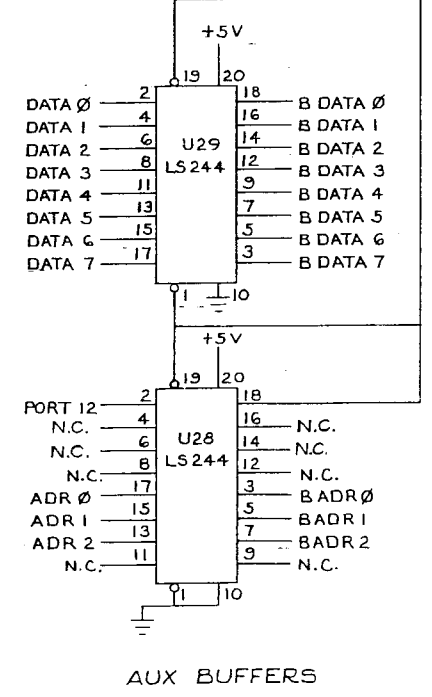 +5V
19 20
DATA Ø 2 18 B DATA Ø
DATA 1 4 16 B DATA 1
DATA 2 6 U29 14 B DATA 2
DATA 3 8 LS244 12 B DATA 3
DATA 4 11 9 B DATA 4
DATA 5 13 7 B DATA 5
DATA 6 15 5 B DATA 6
DATA 7 17 3 B DATA 7
1 10
+5V
19 20
PORT 12 2 18
N.C. 4 16 N.C.
N.C. 6 U28 14 N.C.
N.C. 8 LS244 12 N.C.
ADR Ø 17 3 BADR Ø
ADR 1 15 5 BADR 1
ADR 2 13 7 BADR 2
N.C. 11 9 N.C.
1 10
AUX BUFFERS